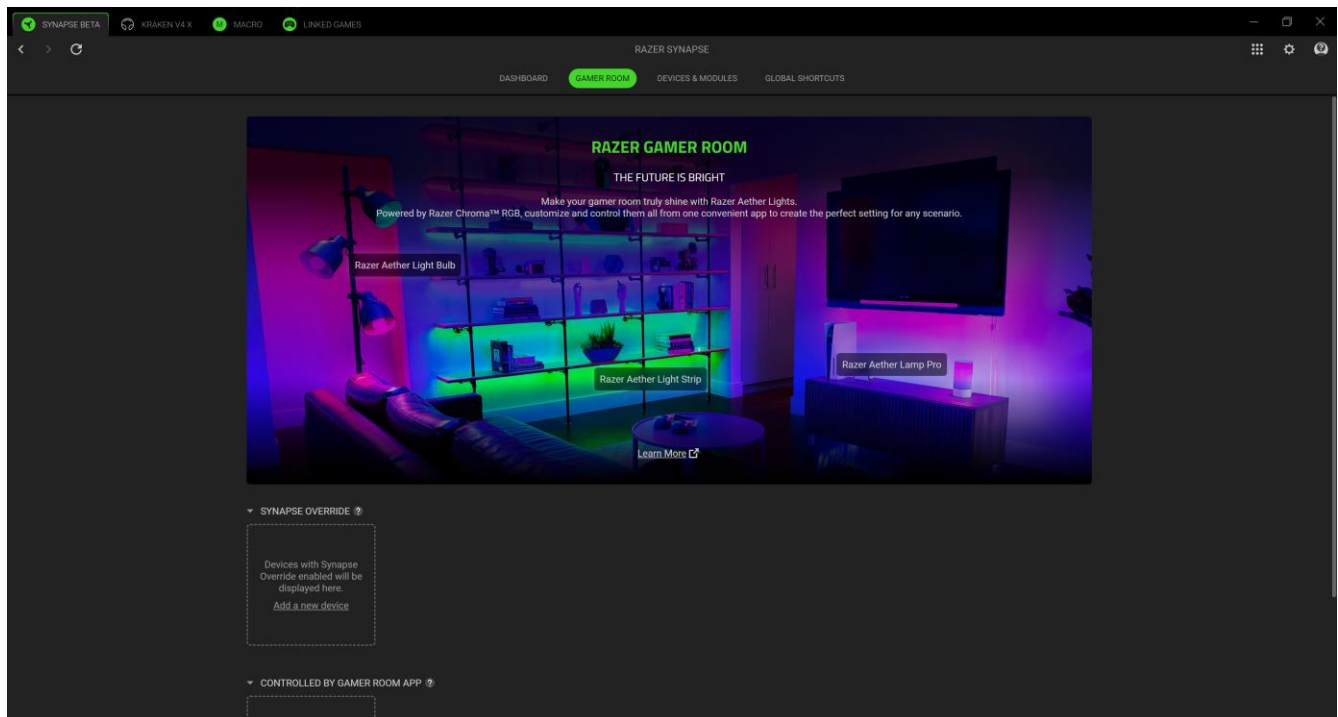 SYNAPSE BETA
KRAKEN V4 X
MACRO
LINKED GAMES
RAZER SYNAPSE
DASHBOARD
GAMER ROOM
DEVICES & MODULES
GLOBAL SHORTCUTS
RAZER GAMER ROOM
THE FUTURE IS BRIGHT
Make your gamer room truly shine with Razer Aether Lights.
Powered by Razer Chroma™ RGB, customize and control them all from one convenient app to create the perfect setting for any scenario.
Razer Aether Light Bulb
Razer Aether Lamp Pro
Razer Aether Light Strip
Learn More
SYNAPSE OVERRIDE ?
Devices with Synapse
Override enabled will be
displayed here.
Add a new device
CONTROLLED BY GAMER ROOM APP ?